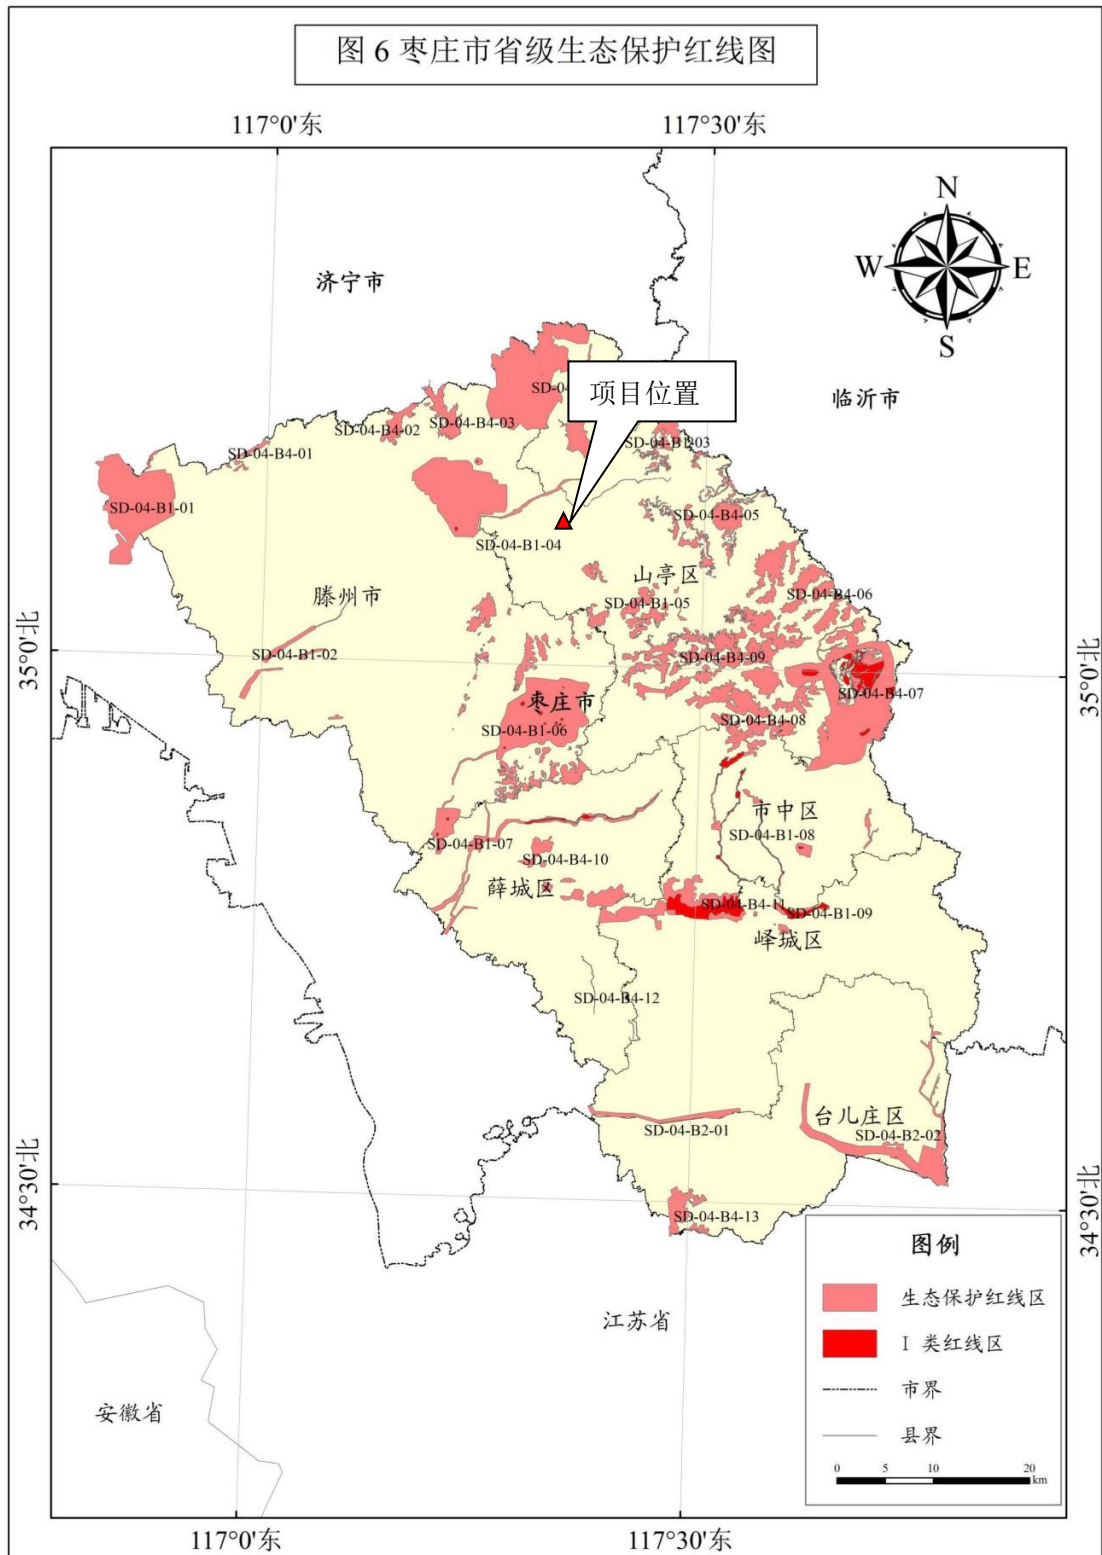 图 6 枣庄市省级生态保护红线图
117°0'东
117°30'东
N
W
E
S
济宁市
临沂市
SD-04
项目位置
SD-04-B4-03
SD-04-B4-02
SD-04-B1-03
SD-04-B4-01
SD-04-B1-01
SD-04-B4-05
SD-04-B1-04
山亭区
滕州市
SD-04-B4-06
SD-04-B1-05
35°0'北
35°0'北
SD-04-B1-02
SD-04-B4-09
SD-04-B4-07
枣庄市
SD-04-B4-08
SD-04-B1-06
市中区
SD-04-B1-08
SD-04-B1-07
SD-04-B4-10
薛城区
SD-04-B4-11
SD-04-B1-09
峄城区
SD-04-B4-12
台儿庄区
SD-04-B2-01
SD-04-B2-02
34°30'北
34°30'北
SD-04-B4-13
图例
生态保护红线区
I 类红线区
市界
县界
0 5 10 20
km
江苏省
安徽省
117°0'东
117°30'东